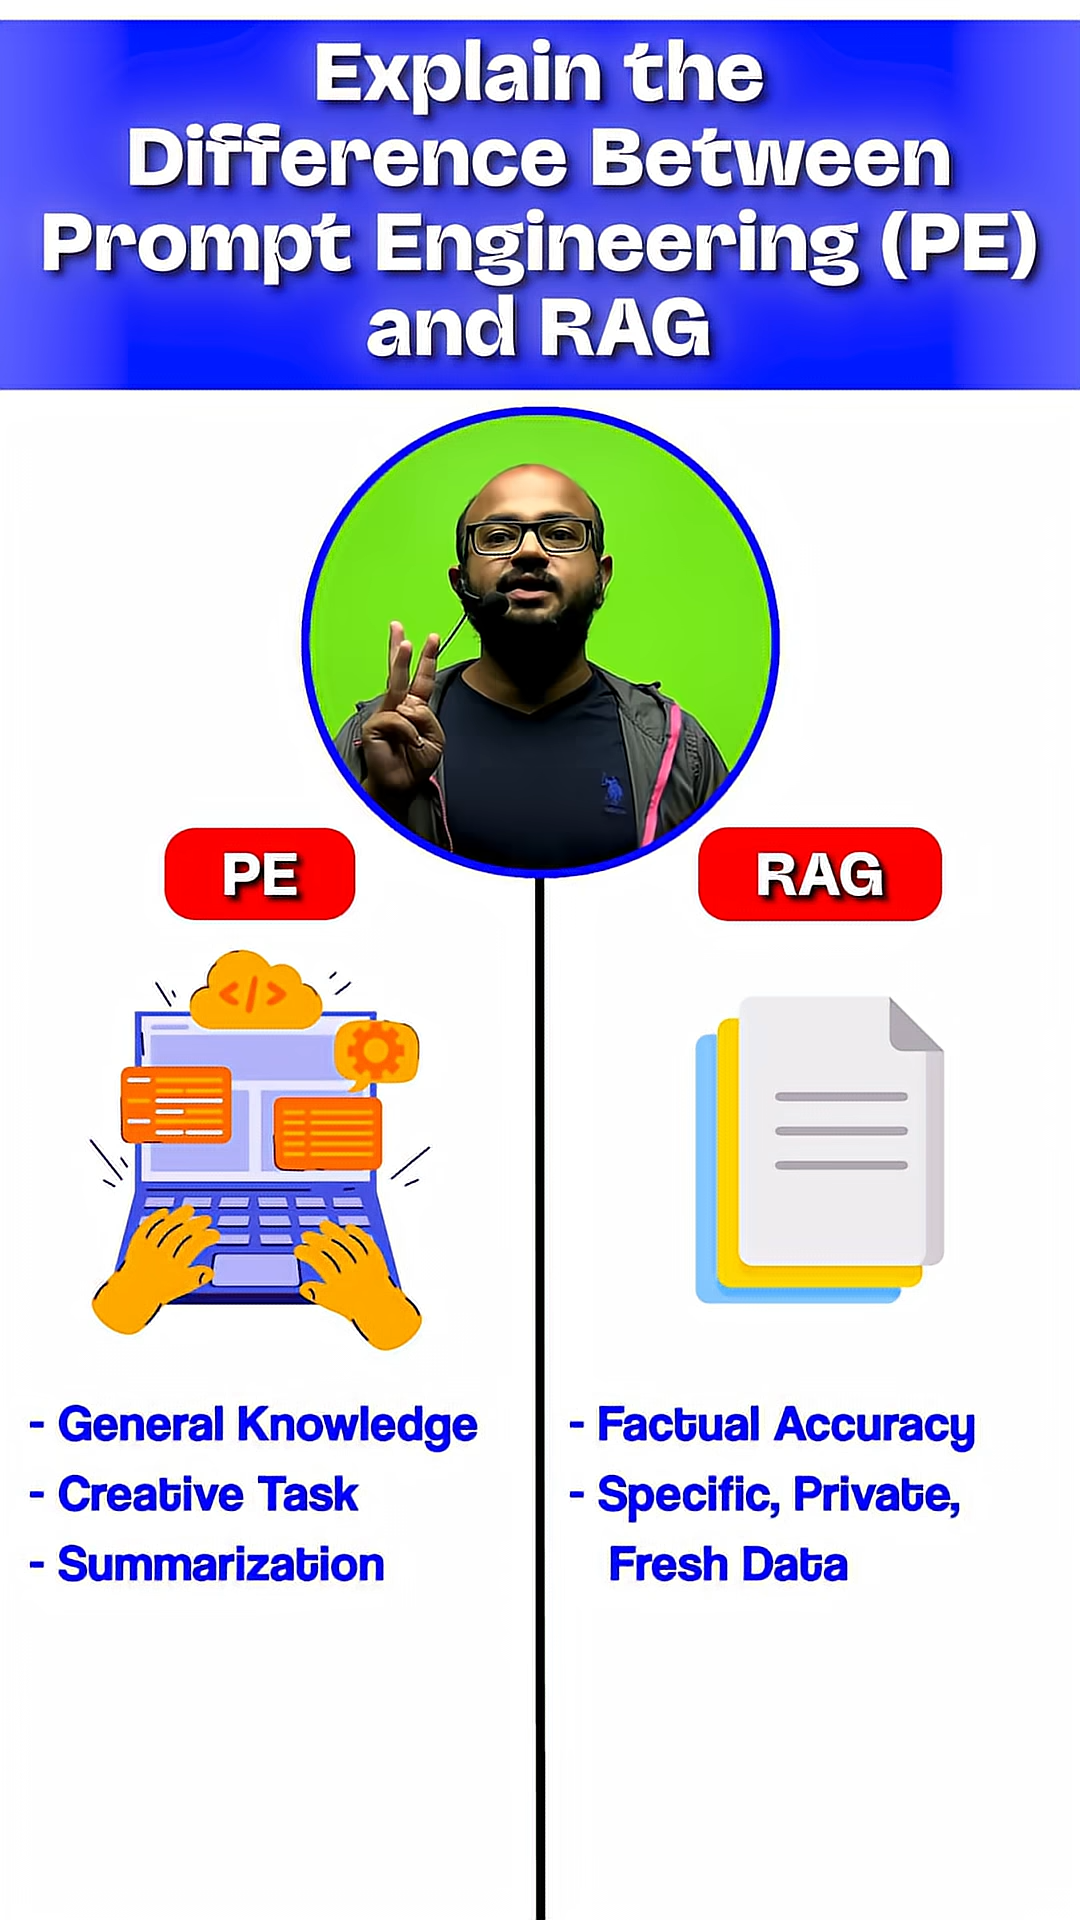 Explain the
Difference Between
Prompt Engineering (PE)
and RAG
PE
RAG
</>
- General Knowledge
- Creative Task
- Summarization
- Factual Accuracy
- Specific, Private,
Fresh Data